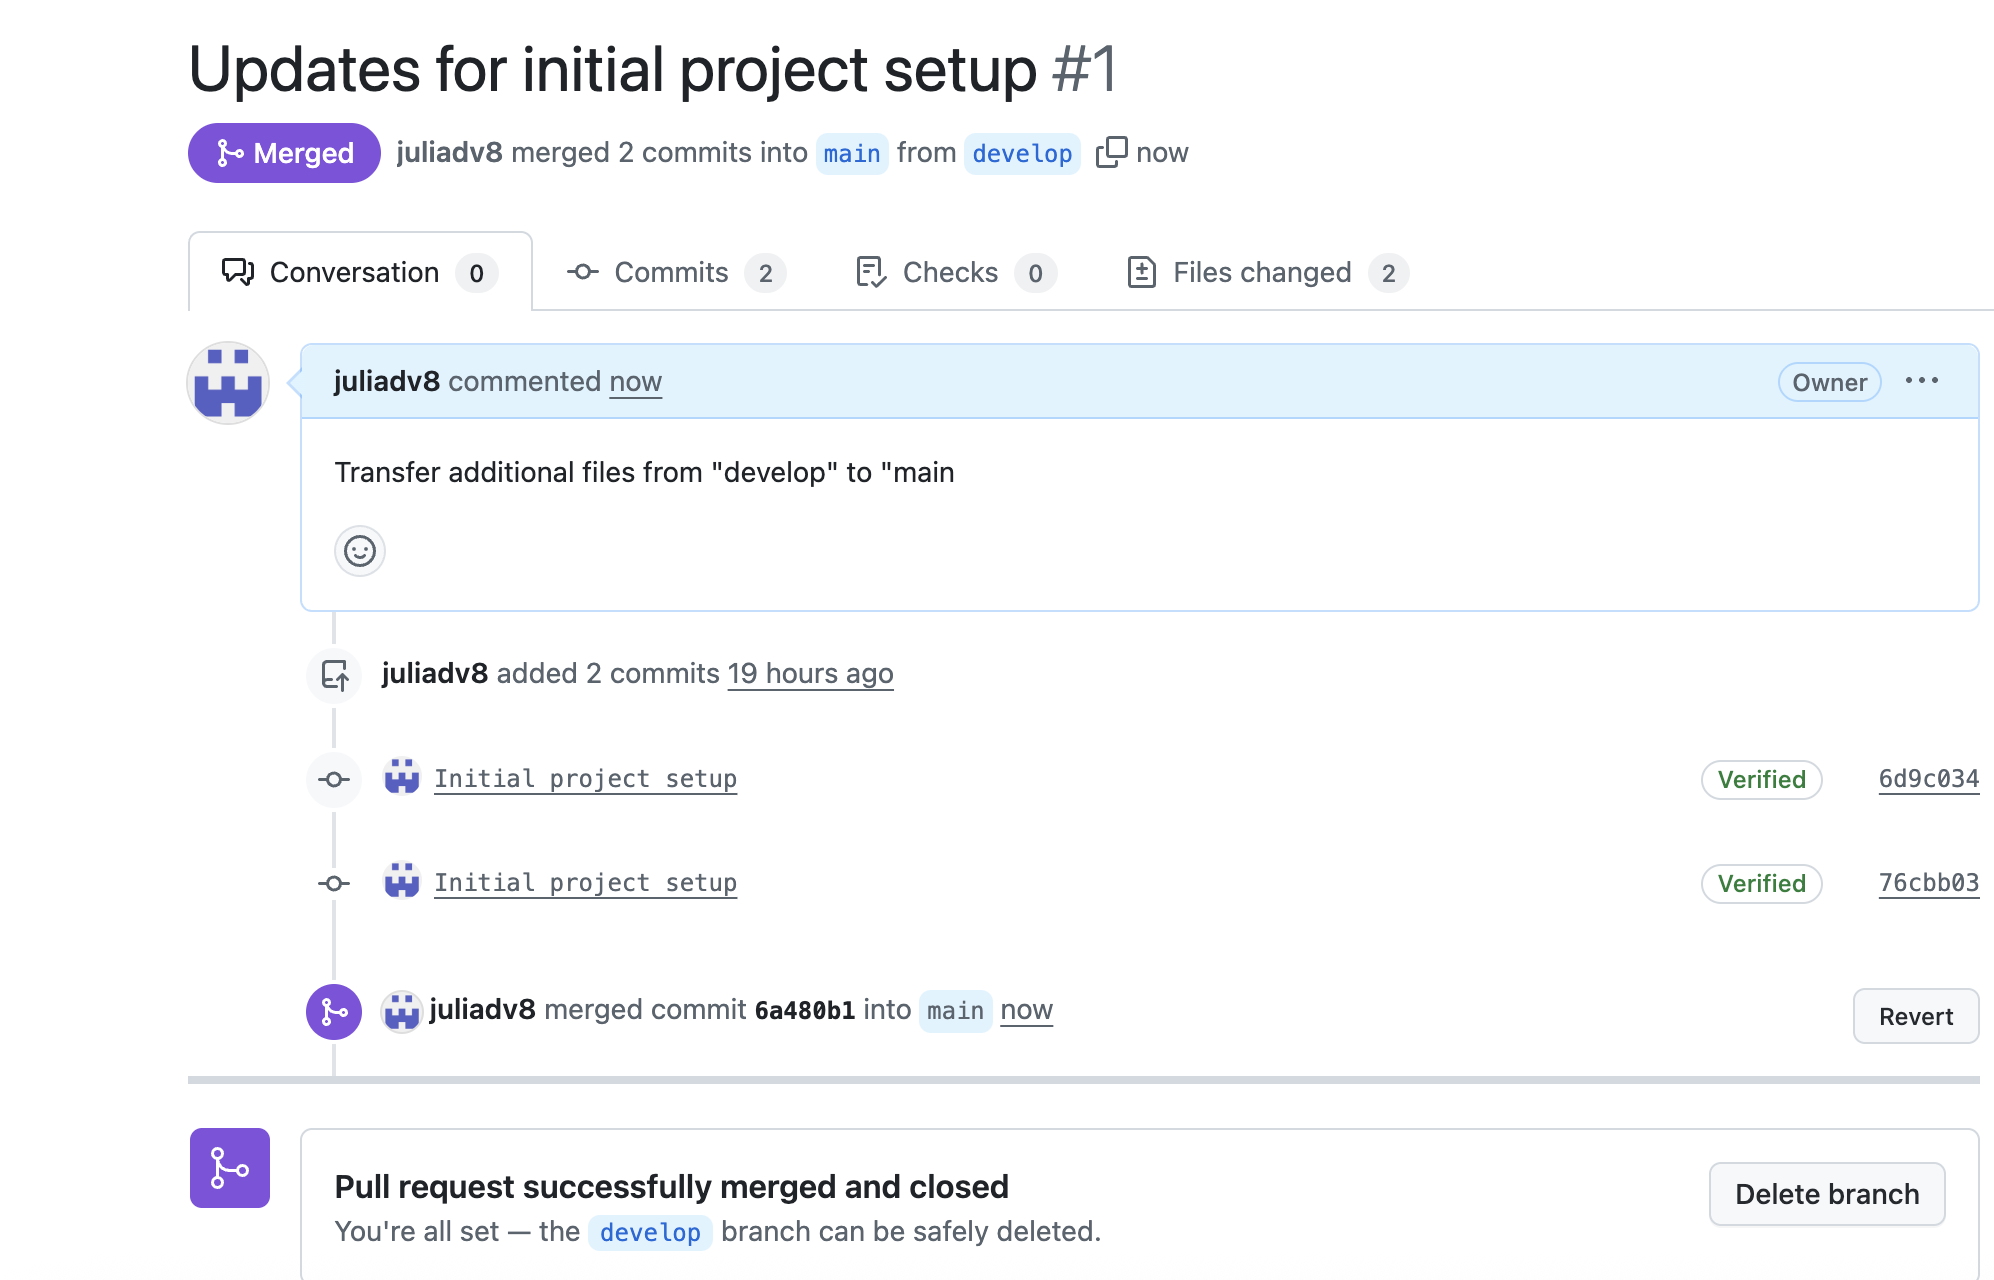 Updates for initial project setup #1
Merged juliadv8 merged 2 commits into main from develop now
Conversation 0 Commits 2 Checks 0 Files changed 2
juliadv8 commented now Owner
Transfer additional files from "develop" to "main
juliadv8 added 2 commits 19 hours ago
Initial project setup Verified 6d9c034
Initial project setup Verified 76cbb03
juliadv8 merged commit 6a480b1 into main now Revert
Pull request successfully merged and closed
Delete branch
You're all set — the develop branch can be safely deleted.